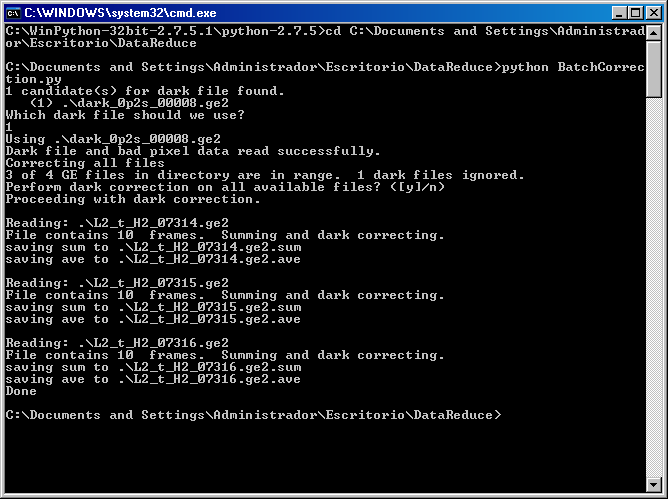 C:\WINDOWS\system32\cmd.exe
C:\WinPython-32bit-2.7.5.1\python-2.7.5>cd C:\Documents and Settings\Administrad
or\Escritorio\DataReduce
C:\Documents and Settings\Administrador\Escritorio\DataReduce>python BatchCorrec
tion.py
1 candidate(s) for dark file found.
   (1) .\dark_0p2s_00008.ge2
Which dark file should we use?
1
Using .\dark_0p2s_00008.ge2
Dark file and bad pixel data read successfully.
Correcting all files
3 of 4 GE files in directory are in range.  1 dark files ignored.
Perform dark correction on all available files? ([y]/n)
Proceeding with dark correction.
Reading: .\L2_t_H2_07314.ge2
File contains 10  frames.  Summing and dark correcting.
saving sum to .\L2_t_H2_07314.ge2.sum
saving ave to .\L2_t_H2_07314.ge2.ave
Reading: .\L2_t_H2_07315.ge2
File contains 10  frames.  Summing and dark correcting.
saving sum to .\L2_t_H2_07315.ge2.sum
saving ave to .\L2_t_H2_07315.ge2.ave
Reading: .\L2_t_H2_07316.ge2
File contains 10  frames.  Summing and dark correcting.
saving sum to .\L2_t_H2_07316.ge2.sum
saving ave to .\L2_t_H2_07316.ge2.ave
Done
C:\Documents and Settings\Administrador\Escritorio\DataReduce>